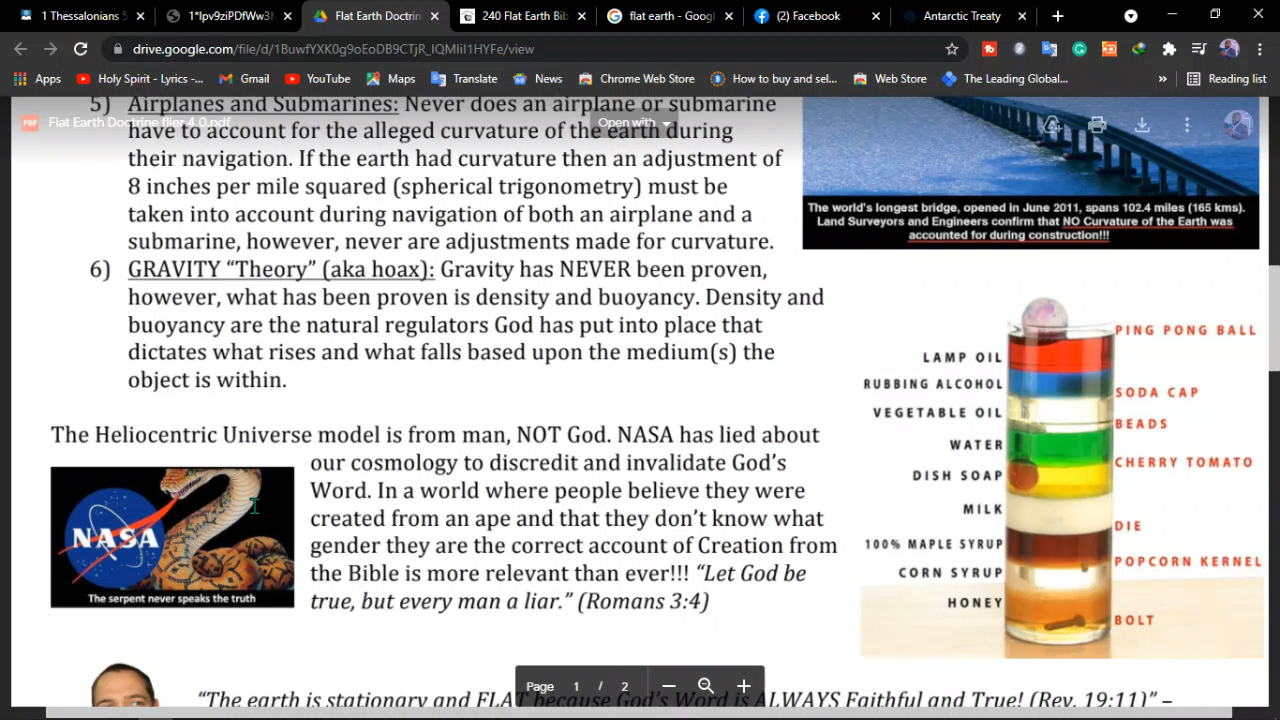 1 Thessalonians 5
1*lpv9ziPDfWw3
Flat Earth Doctrin
240 Flat Earth Bib
flat earth - Googl
(2) Facebook
Antarctic Treaty
drive.google.com/file/d/1BuwfYXK0g9oEoDB9CTjR_IQMIiI1HYFe/view
Apps
Holy Spirit - Lyrics -...
Gmail
YouTube
Maps
Translate
News
Chrome Web Store
How to buy and sel...
Web Store
The Leading Global...
»
Reading list
PDF
Flat Earth Doctrine flier 4.0.pdf
Open with
5) Airplanes and Submarines: Never does an airplane or submarine
have to account for the alleged curvature of the earth during
their navigation. If the earth had curvature then an adjustment of
8 inches per mile squared (spherical trigonometry) must be
taken into account during navigation of both an airplane and a
submarine, however, never are adjustments made for curvature.
The world's longest bridge, opened in June 2011, spans 102.4 miles (165 kms).
Land Surveyors and Engineers confirm that NO Curvature of the Earth was
accounted for during construction!!!
6) GRAVITY “Theory” (aka hoax): Gravity has NEVER been proven,
however, what has been proven is density and buoyancy. Density and
buoyancy are the natural regulators God has put into place that
dictates what rises and what falls based upon the medium(s) the
object is within.
The Heliocentric Universe model is from man, NOT God. NASA has lied about
our cosmology to discredit and invalidate God’s
Word. In a world where people believe they were
created from an ape and that they don’t know what
gender they are the correct account of Creation from
the Bible is more relevant than ever!!! “Let God be
true, but every man a liar.” (Romans 3:4)
NASA
The serpent never speaks the truth
LAMP OIL
RUBBING ALCOHOL
VEGETABLE OIL
WATER
DISH SOAP
MILK
100% MAPLE SYRUP
CORN SYRUP
HONEY
PING PONG BALL
SODA CAP
BEADS
CHERRY TOMATO
DIE
POPCORN KERNEL
BOLT
Page 1 / 2
“The earth is stationary and FLAT because God’s Word is ALWAYS Faithful and True! (Rev. 19:11)” –